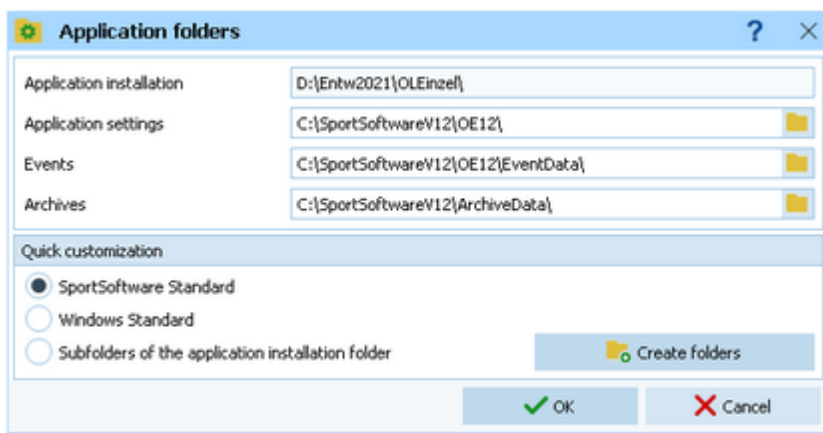 Application folders ?
Application installation D:\Entw2021\OLEinzel\
Application settings C:\SportSoftwareV12\OE12\
Events C:\SportSoftwareV12\OE12\EventData\
Archives C:\SportSoftwareV12\ArchiveData\
Quick customization
SportSoftware Standard
Windows Standard
Subfolders of the application installation folder Create folders
OK Cancel